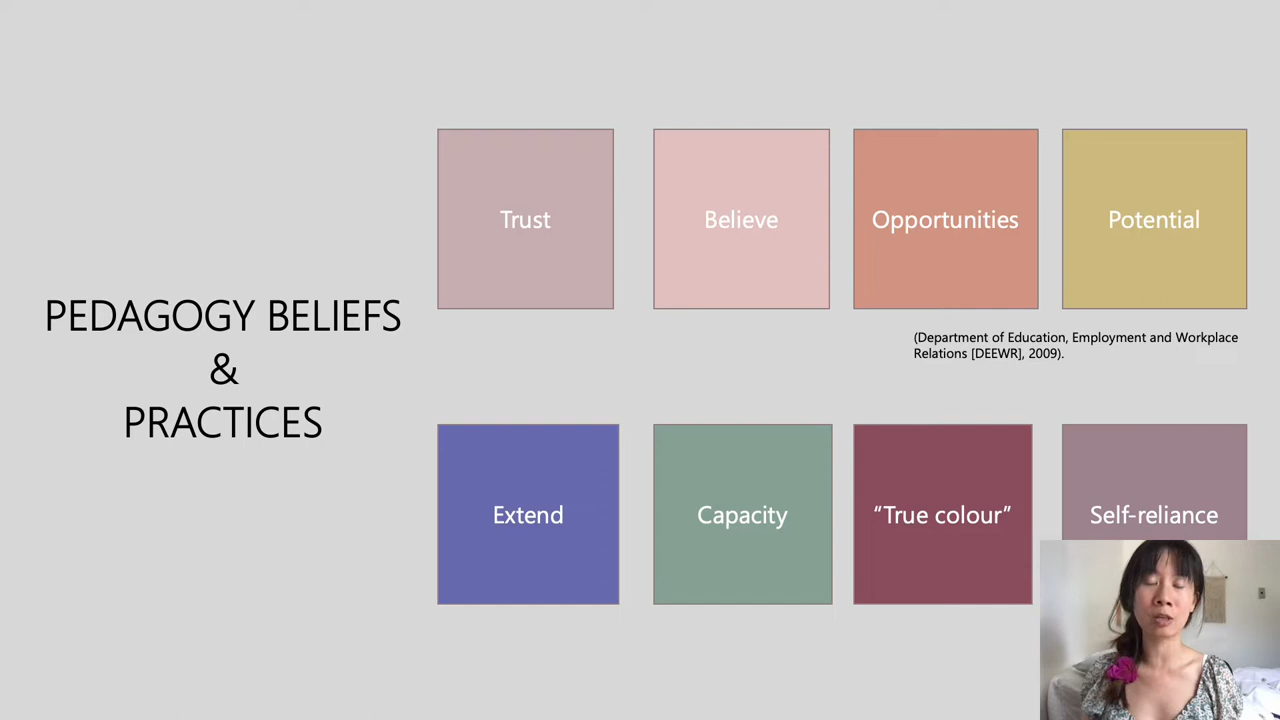 PEDAGOGY BELIEFS
&
PRACTICES
Trust
Believe
Opportunities
Potential
(Department of Education, Employment and Workplace
Relations [DEEWR], 2009).
Extend
Capacity
“True colour”
Self-reliance